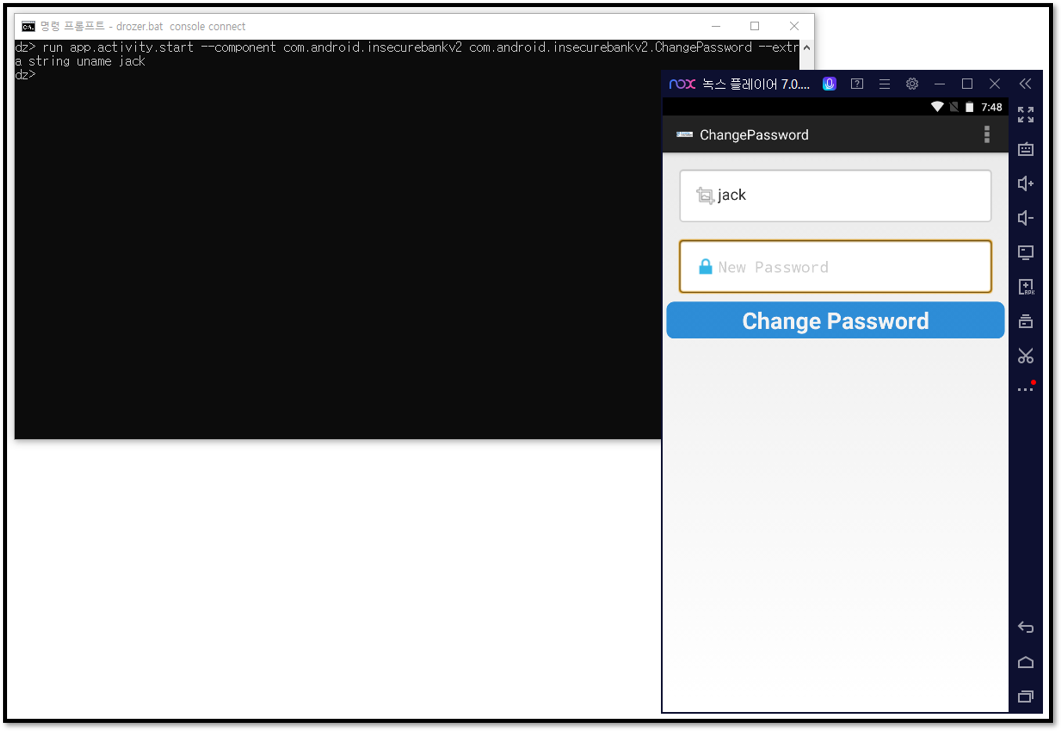 명령 프롬프트 - drozer.bat console connect
dz> run app.activity.start --component com.android.insecurebankv2 com.android.insecurebankv2.ChangePassword --extr
a string uname jack
dz>
nox 녹스 플레이어 7.0....
7:48
ChangePassword
jack
New Password
Change Password